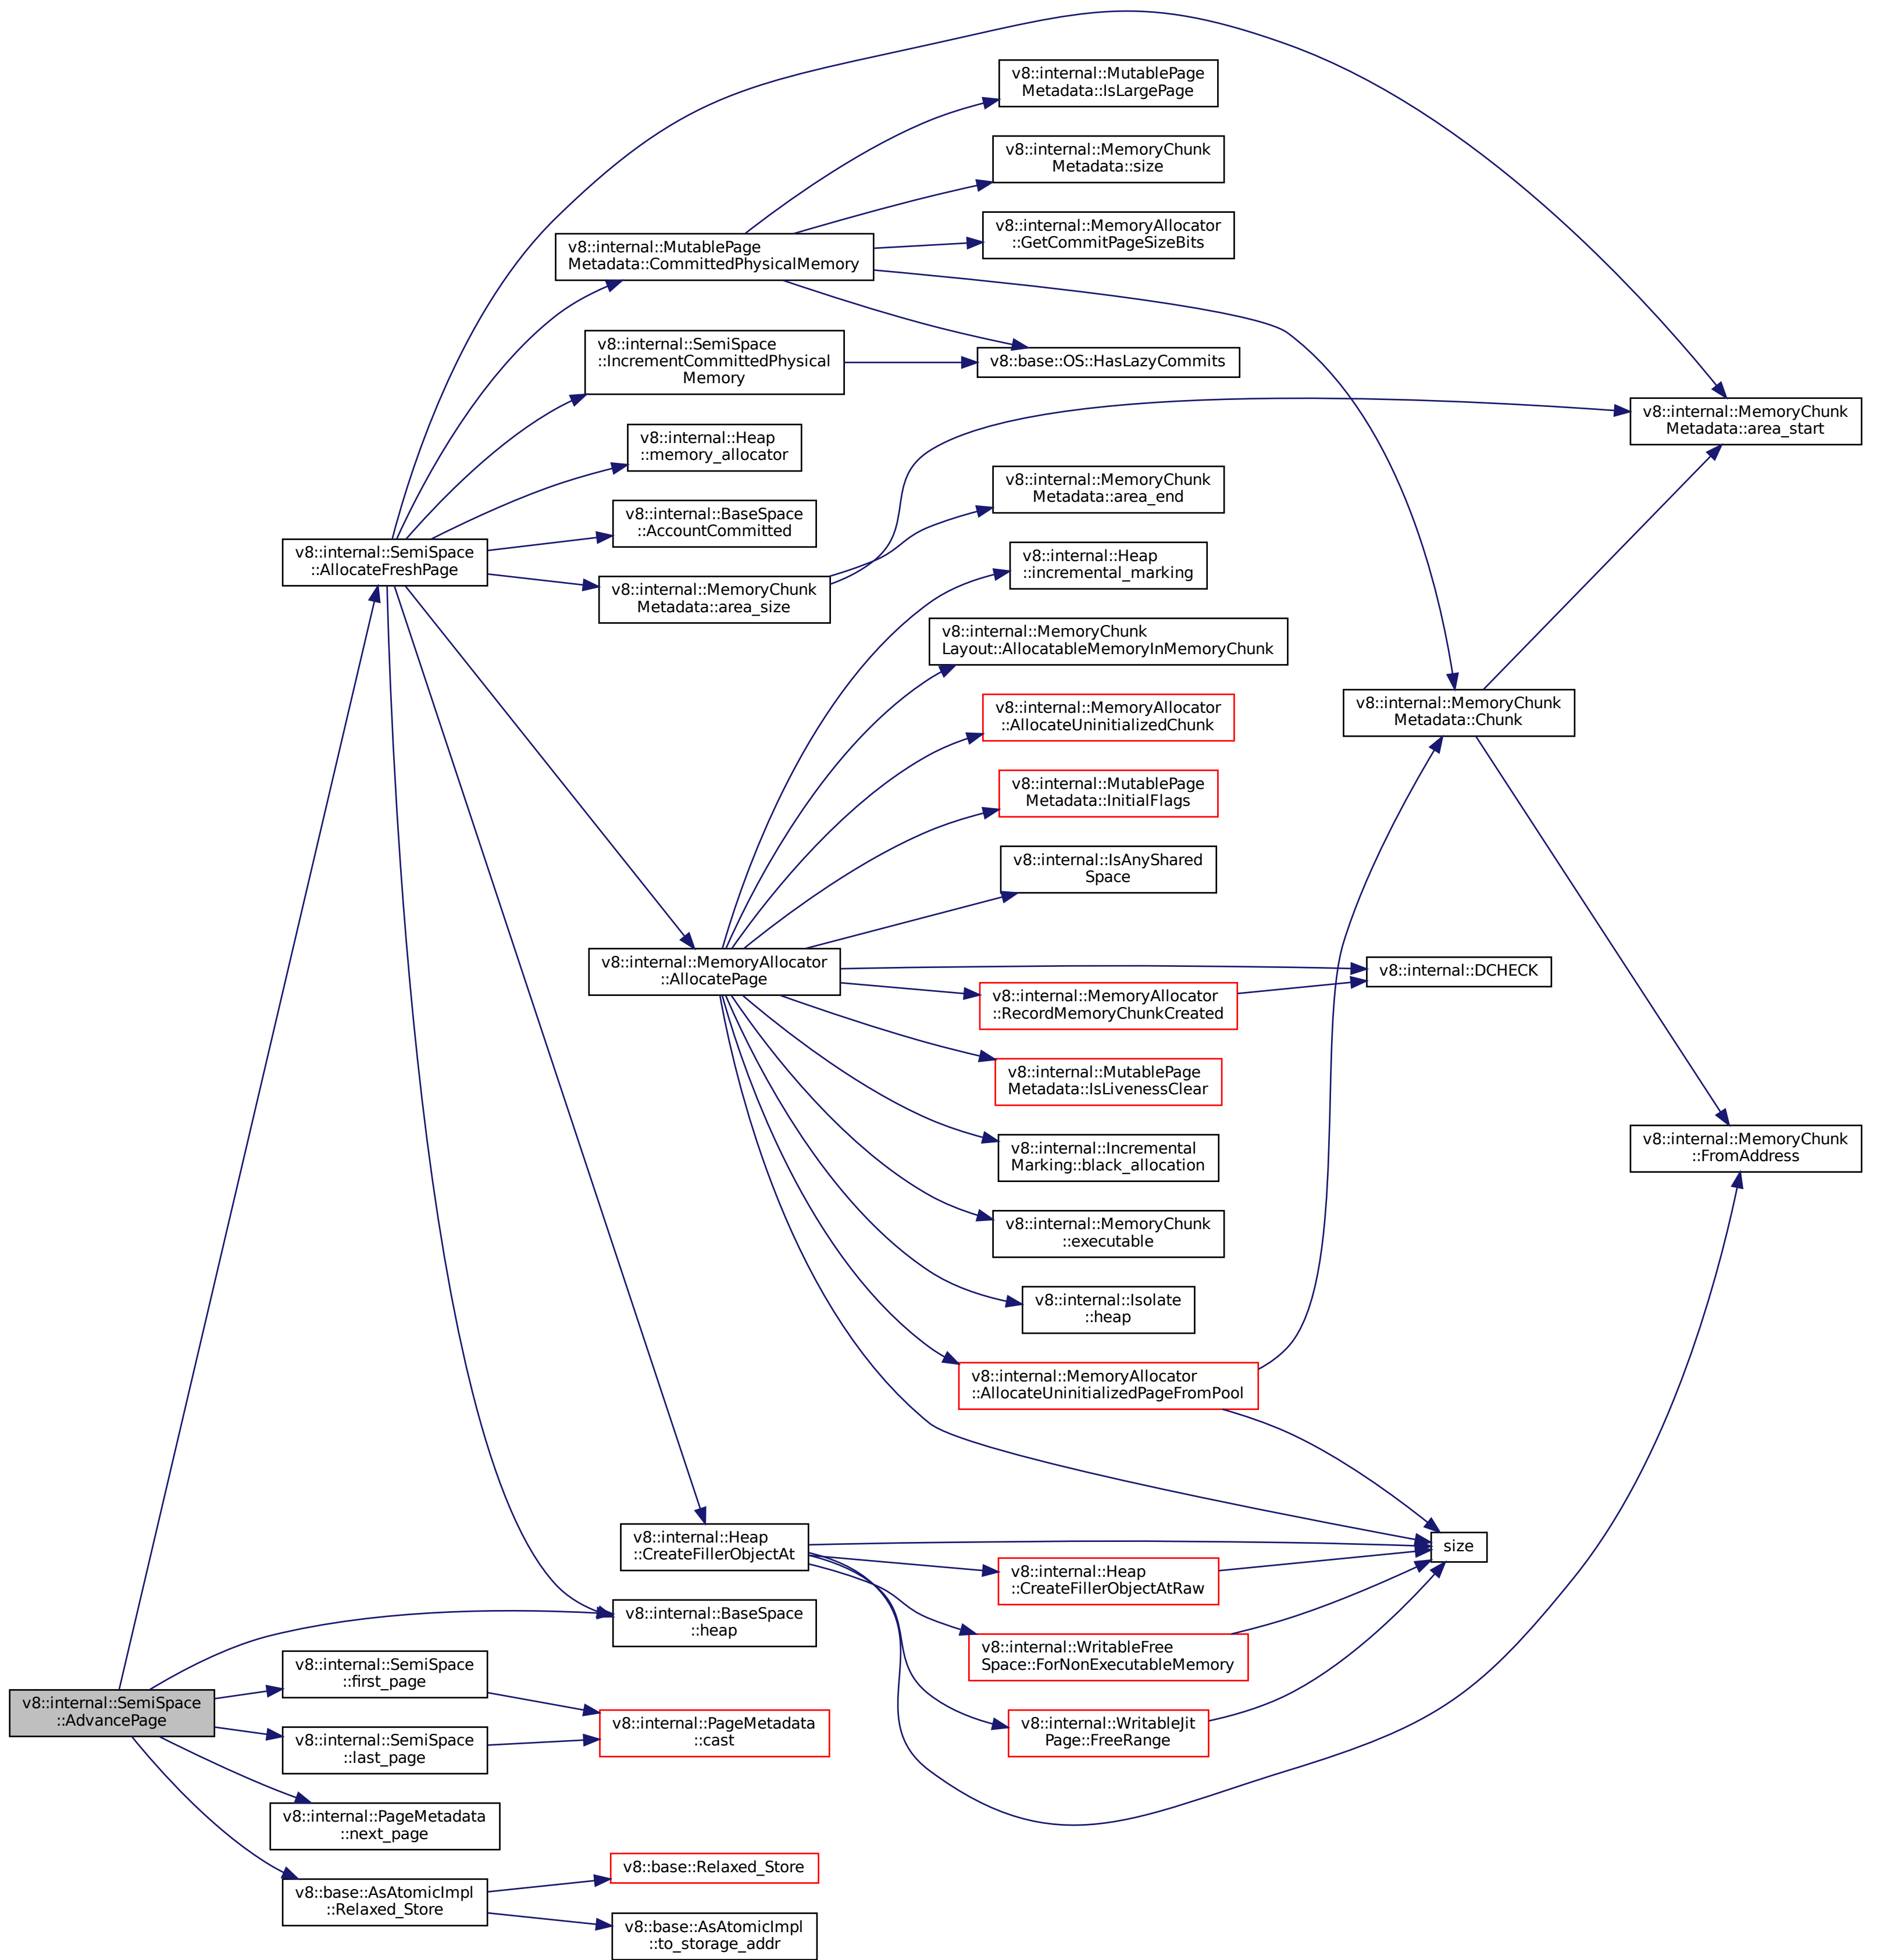 v8::internal::MutablePage
Metadata::IsLargePage
v8::internal::MemoryChunk
Metadata::size
v8::internal::MemoryAllocator
::GetCommitPageSizeBits
v8::internal::MutablePage
Metadata::CommittedPhysicalMemory
v8::internal::SemiSpace
::IncrementCommittedPhysical
Memory
v8::base::OS::HasLazyCommits
v8::internal::MemoryChunk
Metadata::area_start
v8::internal::Heap
::memory_allocator
v8::internal::MemoryChunk
Metadata::area_end
v8::internal::BaseSpace
::AccountCommitted
v8::internal::SemiSpace
::AllocateFreshPage
v8::internal::Heap
::incremental_marking
v8::internal::MemoryChunk
Metadata::area_size
v8::internal::MemoryChunk
Layout::AllocatableMemoryInMemoryChunk
v8::internal::MemoryAllocator
::AllocateUninitializedChunk
v8::internal::MemoryChunk
Metadata::Chunk
v8::internal::MutablePage
Metadata::InitialFlags
v8::internal::IsAnyShared
Space
v8::internal::MemoryAllocator
::AllocatePage
v8::internal::DCHECK
v8::internal::MemoryAllocator
::RecordMemoryChunkCreated
v8::internal::MutablePage
Metadata::IsLivenessClear
v8::internal::Incremental
Marking::black_allocation
v8::internal::MemoryChunk
::FromAddress
v8::internal::MemoryChunk
::executable
v8::internal::Isolate
::heap
v8::internal::MemoryAllocator
::AllocateUninitializedPageFromPool
v8::internal::Heap
::CreateFillerObjectAt
size
v8::internal::Heap
::CreateFillerObjectAtRaw
v8::internal::BaseSpace
::heap
v8::internal::WritableFree
Space::ForNonExecutableMemory
v8::internal::SemiSpace
::first_page
v8::internal::SemiSpace
::AdvancePage
v8::internal::PageMetadata
::cast
v8::internal::WritableJit
Page::FreeRange
v8::internal::SemiSpace
::last_page
v8::internal::PageMetadata
::next_page
v8::base::Relaxed_Store
v8::base::AsAtomicImpl
::Relaxed_Store
v8::base::AsAtomicImpl
::to_storage_addr